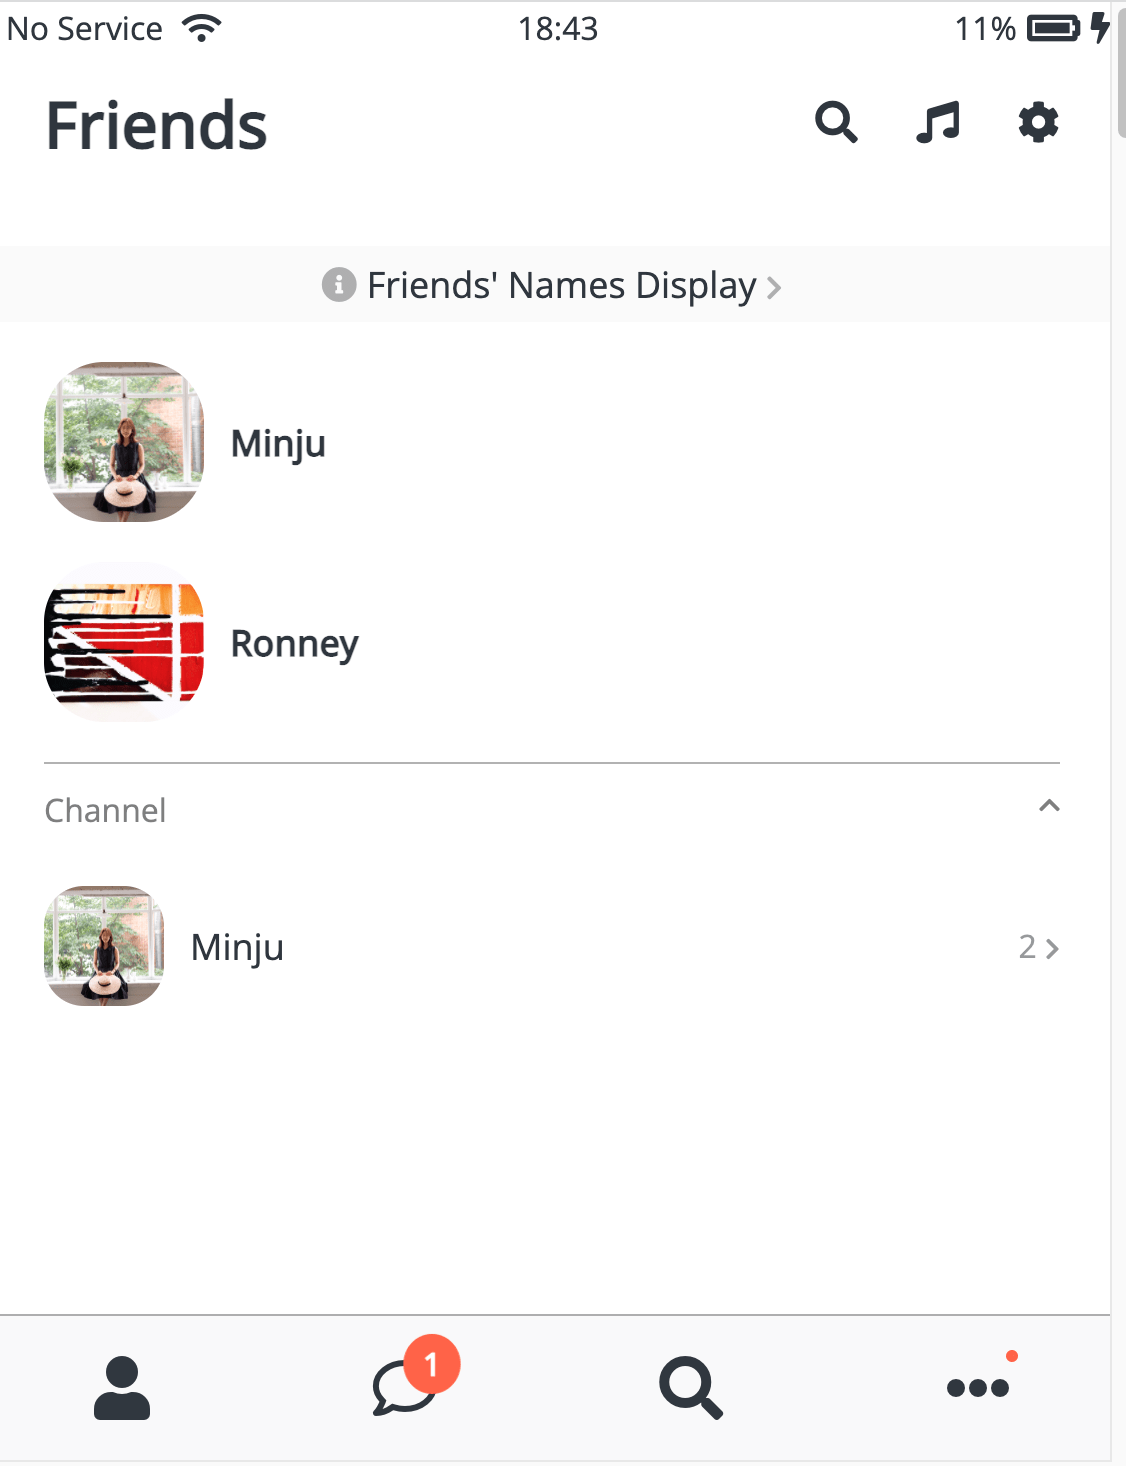 No Service 18:43 11%
Friends
Friends' Names Display
Minju
Ronney
Channel
Minju 2
1